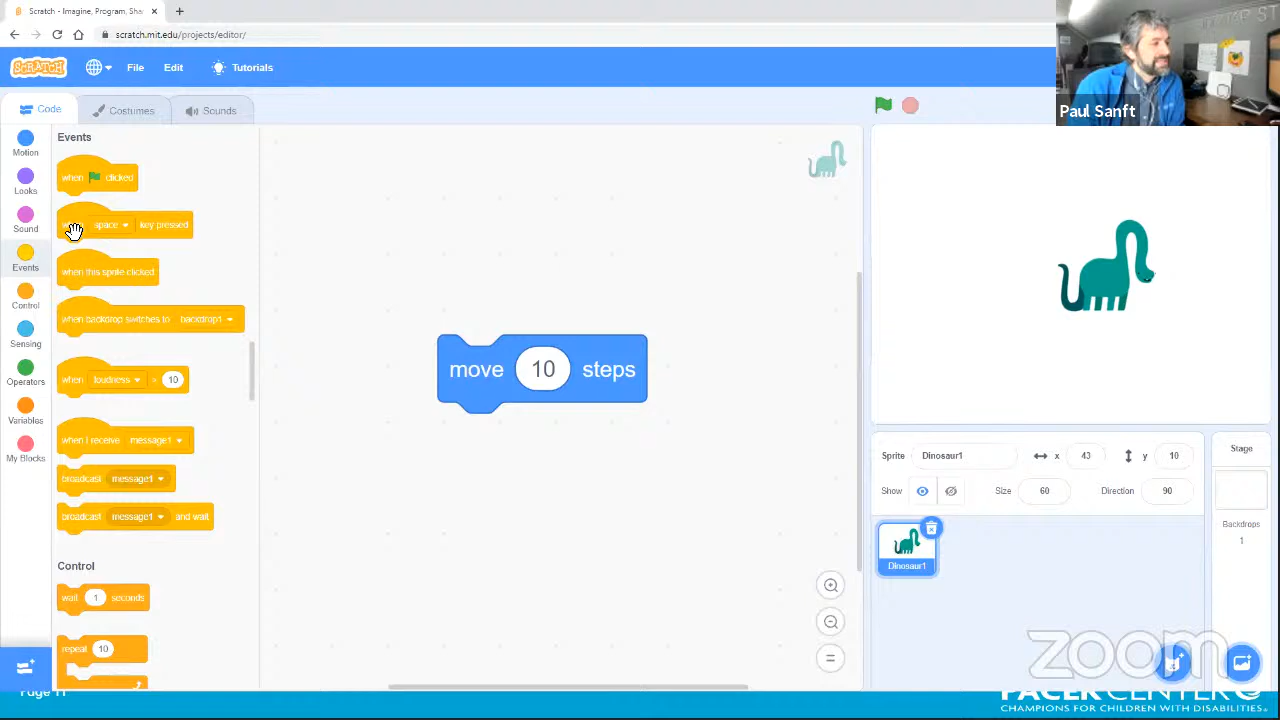 Scratch - Imagine, Program, Sha
scratch.mit.edu/projects/editor/
SCRATCH
File
Edit
Tutorials
Paul Sanft
Code
Costumes
Sounds
Motion
Looks
Sound
Events
Control
Sensing
Operators
Variables
My Blocks
Events
when clicked
space key pressed
when this sprite clicked
when backdrop switches to backdrop1
when loudness > 10
when I receive message1
broadcast message1
broadcast message1 and wait
Control
wait 1 seconds
repeat 10
move 10 steps
Sprite Dinosaur1 x 43 y 10
Show Size 60 Direction 90
Dinosaur1
Stage
Backdrops
1
zoom
Page 11
PACER CENTER
CHAMPIONS FOR CHILDREN WITH DISABILITIES.